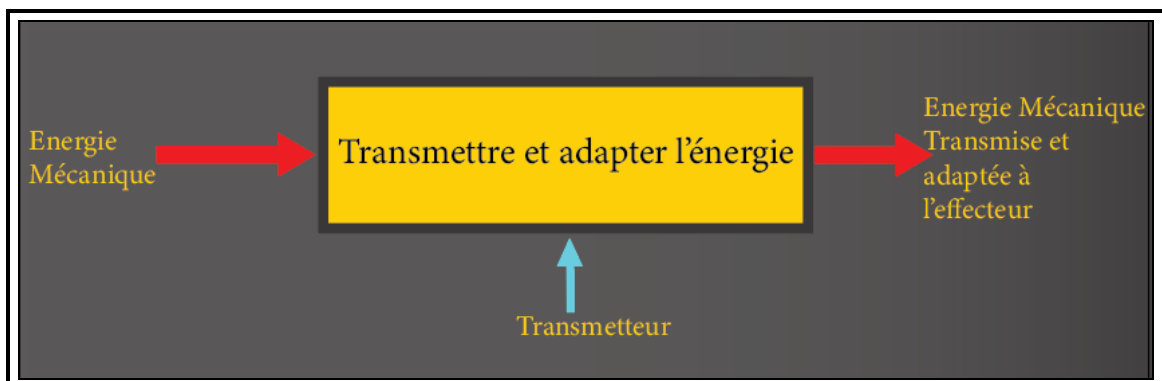 Energie
Mécanique
Transmettre et adapter l'énergie
Energie Mécanique
Transmise et
adaptée à
l'effecteur
Transmetteur